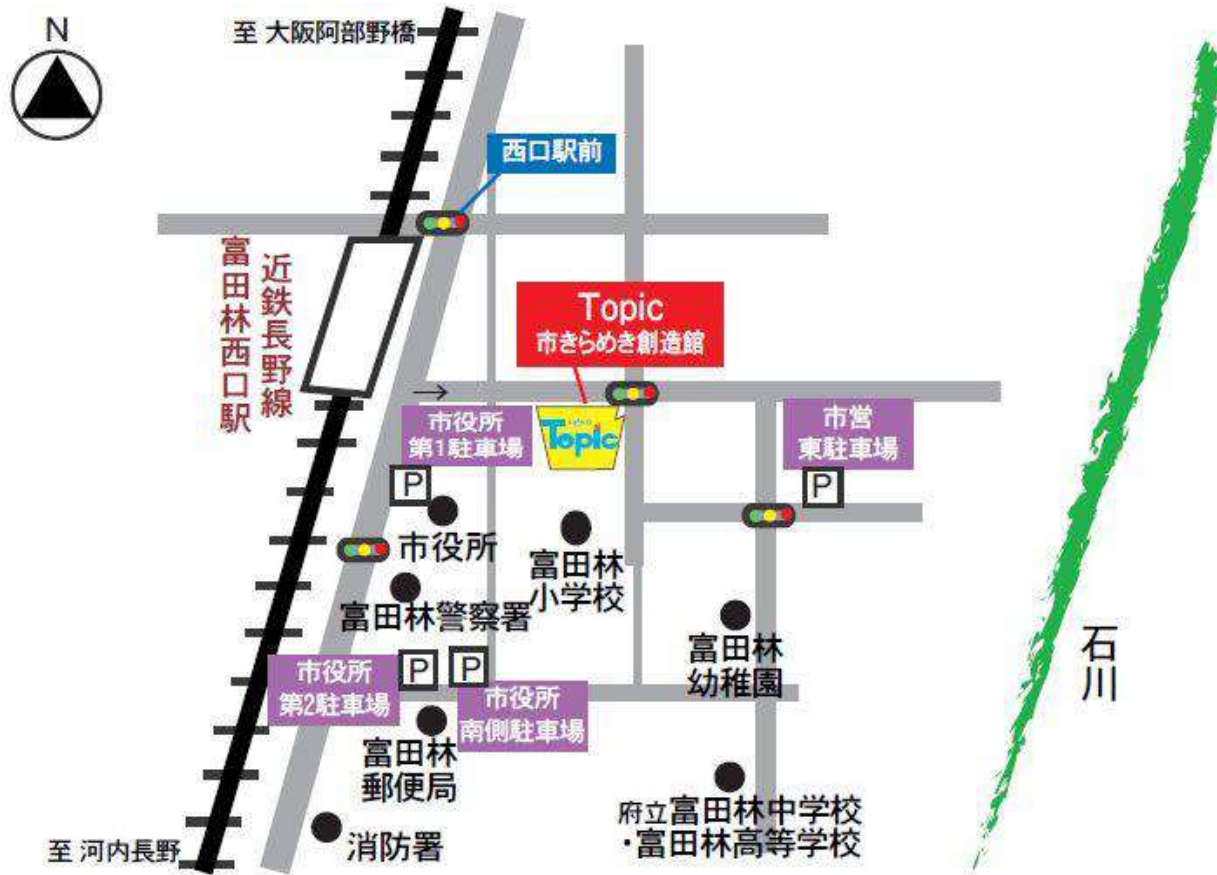 N
至 大阪阿部野橋
西口駅前
近鉄長野線
富田林西口駅
Topic
市きらめき創造館
→
市役所
第1駐車場
Topic
市営
東駐車場
P
P
市役所
富田林
小学校
富田林警察署
富田林
幼稚園
石川
市役所
第2駐車場
P
P
市役所
南側駐車場
富田林
郵便局
府立富田林中学校
・富田林高等学校
消防署
至 河内長野